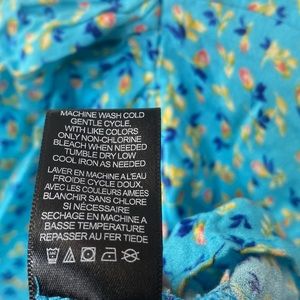 MACHINE WASH COLD
GENTLE CYCLE,
WITH LIKE COLORS
ONLY NON-CHLORINE
BLEACH WHEN NEEDED
TUMBLE DRY LOW
COOL IRON AS NEEDED
LAVER EN MACHINE A L'EAU
FROIDE CYCLE DOUX,
AVEC LES COULEURS AIMEES
BLANCHIR SANS CHLORE
SI NÉCESSAIRE
SECHAGE EN MACHINE A
BASSE TEMPERATURE
REPASSER AU FER TIEDE